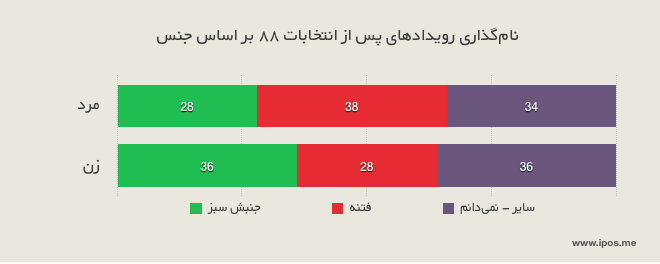 نام‌گذاری رویدادهای پس از انتخابات ۸۸ بر اساس جنس
مرد
28 38 34
زن
36 28 36
جنبش سبز
فتنه
سایر - نمی‌دانم
www.ipos.me